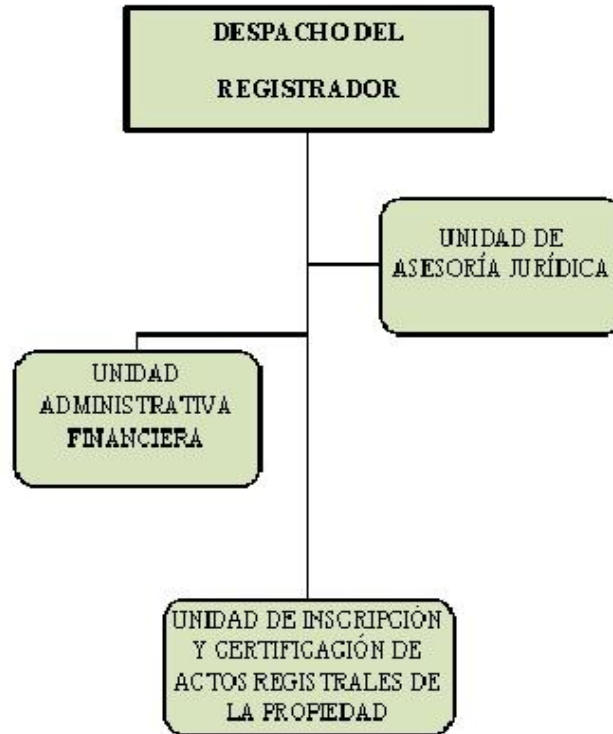 DESPACHO DEL
REGISTRADOR
UNIDAD DE
ASESORÍA JURÍDICA
UNIDAD
ADMINISTRATIVA
FINANCIERA
UNIDAD DE INSCRIPCIÓN
Y CERTIFICACIÓN DE
ACTOS REGISTRALES DE
LA PROPIEDAD